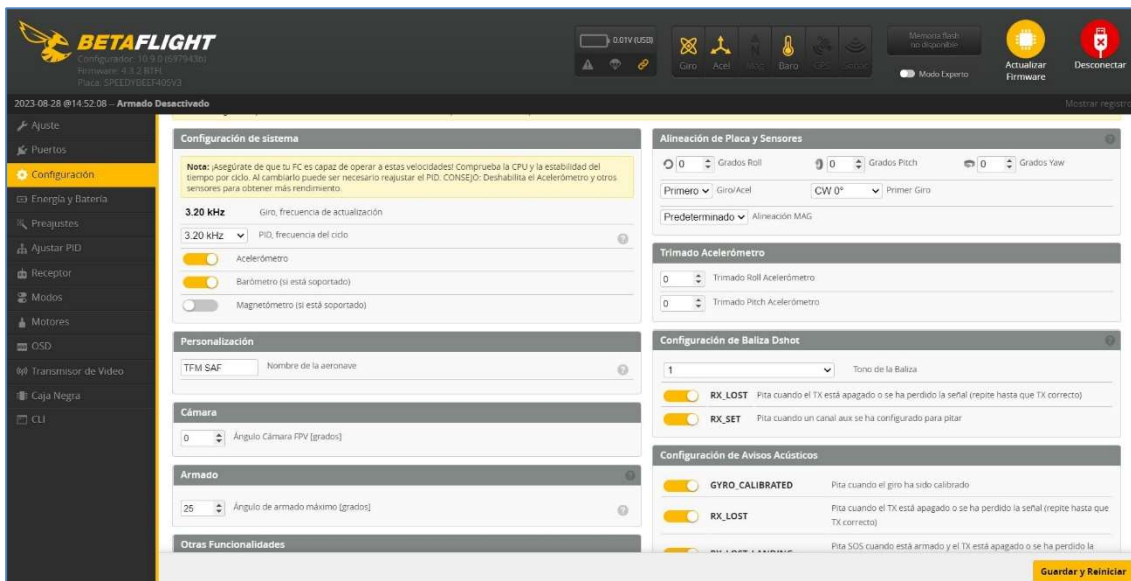 BETAFLIGHT
Configurador: 10.9.0 (697943b)
Firmware: 4.3.2 BTFL
Placa: SPEEDYBEEF405V3
0.01V (USB)
Giro
Acel
Mag
Baro
GPS
Sonar
Memoria flash
no disponible
Modo Experto
Actualizar
Firmware
Desconectar
2023-08-28 @14:52:08 -- Armado Desactivado
Mostrar registro
Ajuste
Puertos
Configuración
Energía y Batería
Preajustes
Ajustar PID
Receptor
Modos
Motores
OSD
Transmisor de Video
Caja Negra
CLI
Configuración de sistema
Nota: ¡Asegúrate de que tu FC es capaz de operar a estas velocidades! Comprueba la CPU y la estabilidad del
tiempo por ciclo. Al cambiarlo puede ser necesario reajustar el PID. CONSEJO: Deshabilita el Acelerómetro y otros
sensores para obtener más rendimiento.
3.20 kHz Giro, frecuencia de actualización
3.20 kHz PID, frecuencia del ciclo
Acelerómetro
Barómetro (si está soportado)
Magnetómetro (si está soportado)
Personalización
TFM SAF Nombre de la aeronave
Cámara
0 Ángulo Cámara FPV [grados]
Armado
25 Ángulo de armado máximo [grados]
Otras Funcionalidades
Alineación de Placa y Sensores
0 Grados Roll 0 Grados Pitch 0 Grados Yaw
Primero Giro/Acel CW 0° Primer Giro
Predeterminado Alineación MAG
Trimado Acelerómetro
0 Trimado Roll Acelerómetro
0 Trimado Pitch Acelerómetro
Configuración de Baliza Dshot
1 Tono de la Baliza
RX_LOST Pita cuando el TX está apagado o se ha perdido la señal (repite hasta que TX correcto)
RX_SET Pita cuando un canal aux se ha configurado para pitar
Configuración de Avisos Acústicos
GYRO_CALIBRATED Pita cuando el giro ha sido calibrado
RX_LOST Pita cuando el TX está apagado o se ha perdido la señal (repite hasta que
TX correcto)
RX_LOST_LANDING Pita SOS cuando está armado y el TX está apagado o se ha perdido la
Guardar y Reiniciar